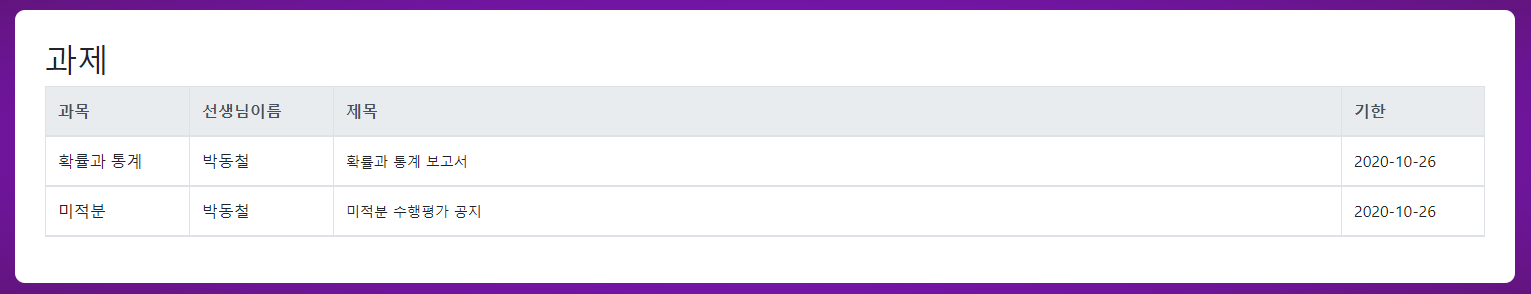 과제
과목 선생님이름 제목 기한
확률과 통계 박동철 확률과 통계 보고서 2020-10-26
미적분 박동철 미적분 수행평가 공지 2020-10-26